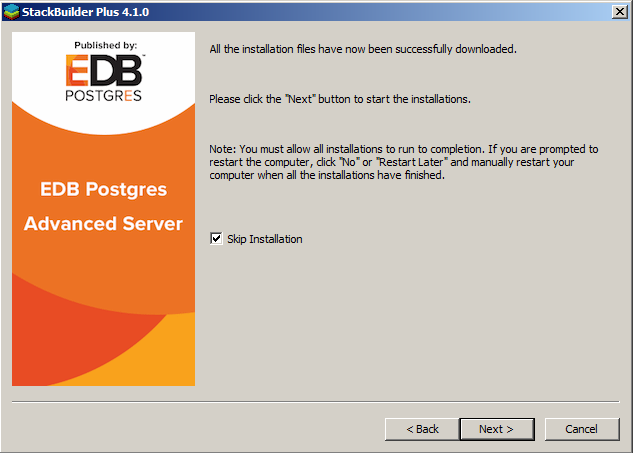 StackBuilder Plus 4.1.0
Published by:
EDB™
POSTGRES
EDB Postgres
Advanced Server
All the installation files have now been successfully downloaded.
Please click the "Next" button to start the installations.
Note: You must allow all installations to run to completion. If you are prompted to
restart the computer, click "No" or "Restart Later" and manually restart your
computer when all the installations have finished.
Skip Installation
< Back
Next >
Cancel